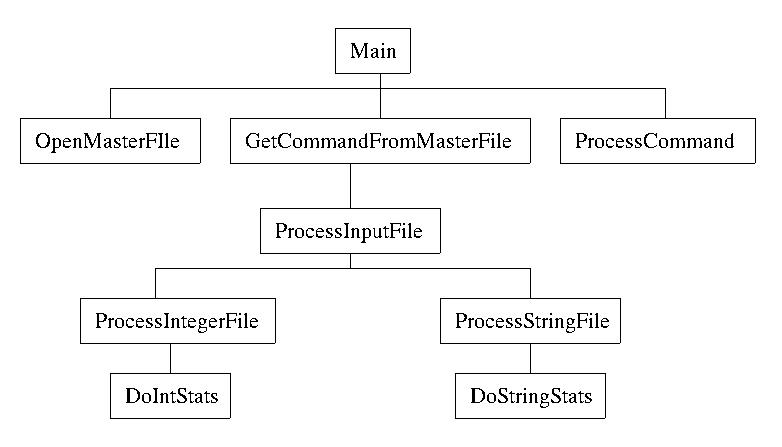 Main
OpenMasterFIle
GetCommandFromMasterFile
ProcessCommand
ProcessInputFile
ProcessIntegerFile
ProcessStringFile
DoIntStats
DoStringStats